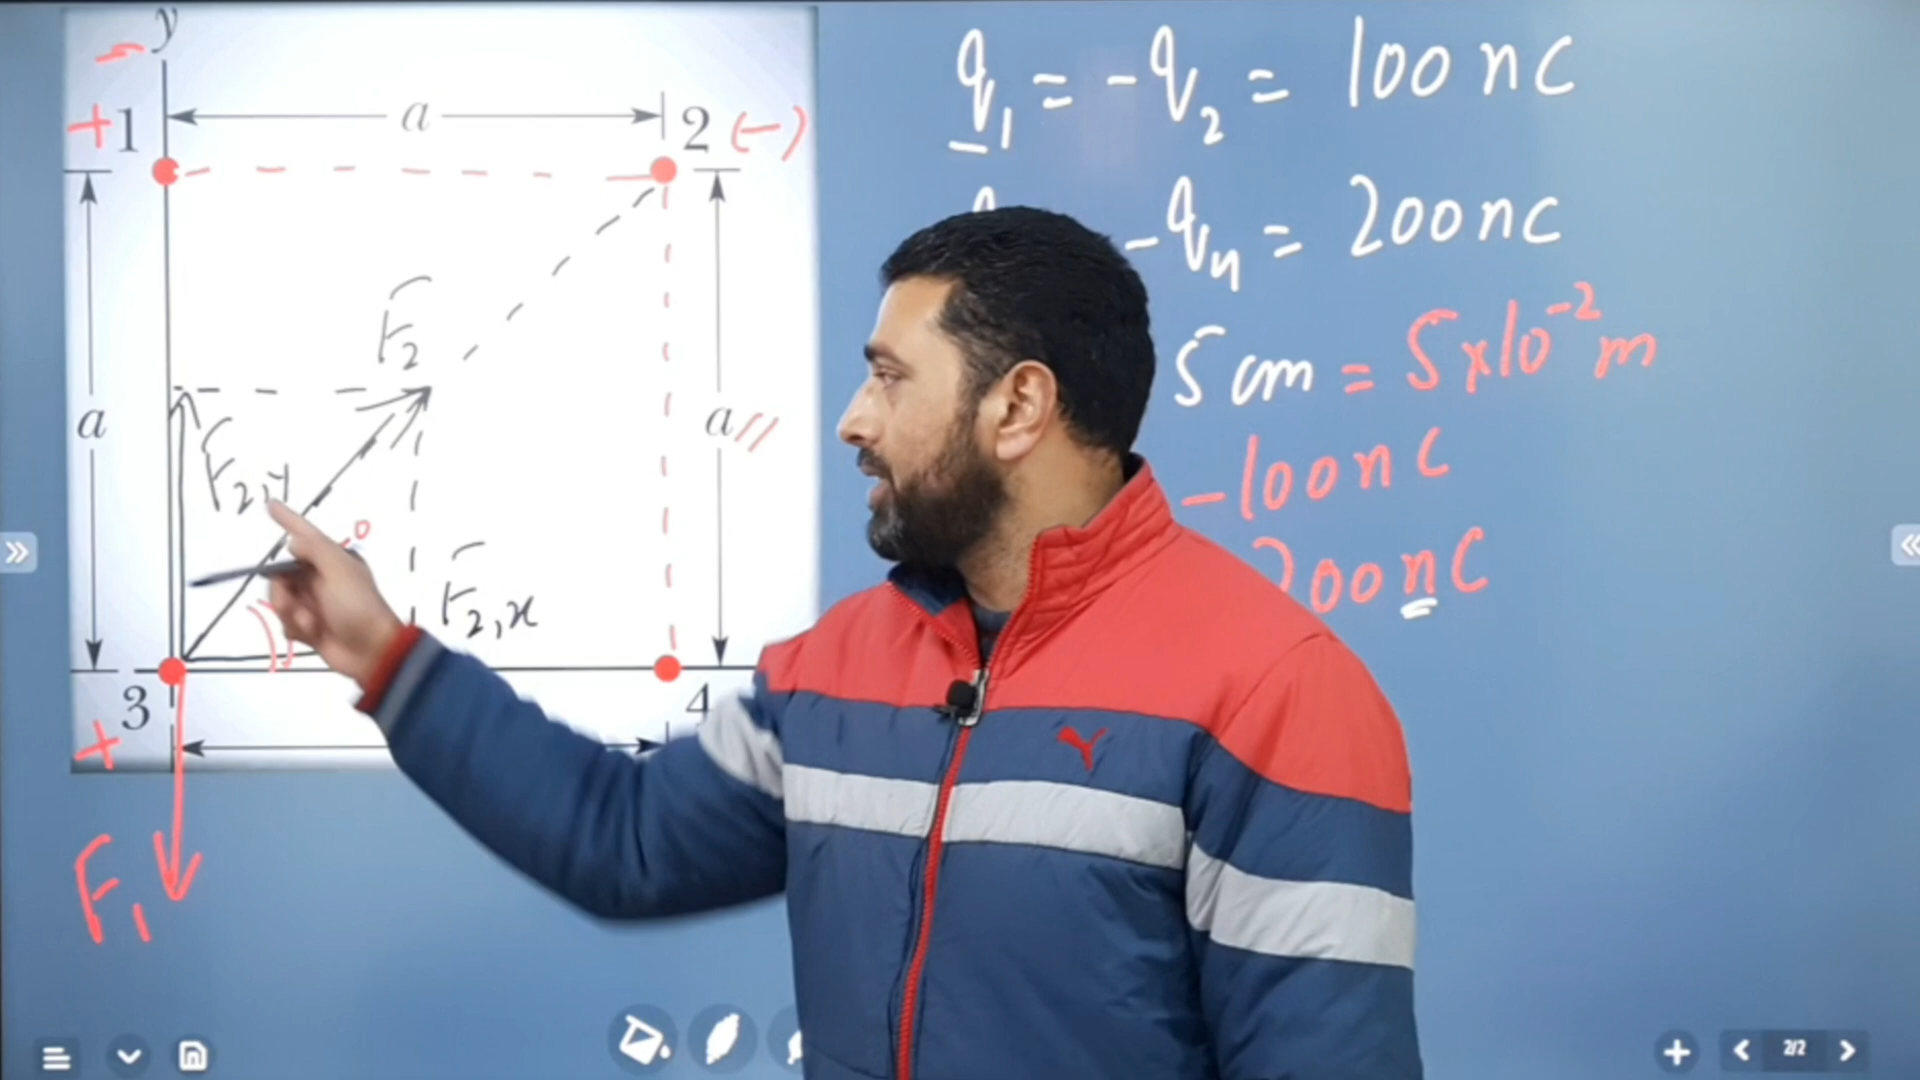 y
+1
a
2 (-)
a
F2
F2,y
a
F2,x
3
4
+
F1
q1 = -q2 = 100 nC
-q4 = 200 nC
5 cm = 5x10-2 m
-100 nC
200 nC
2/2